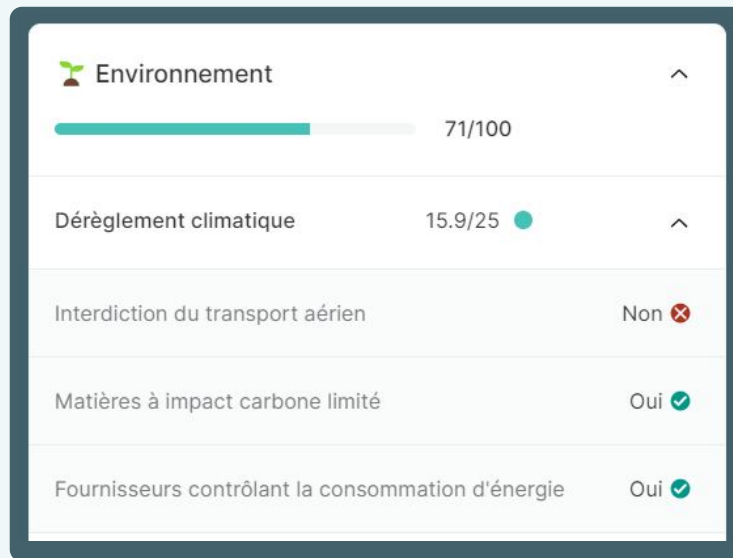 Environnement
71/100
Dérèglement climatique 15.9/25
Interdiction du transport aérien Non
Matières à impact carbone limité Oui
Fournisseurs contrôlant la consommation d'énergie Oui